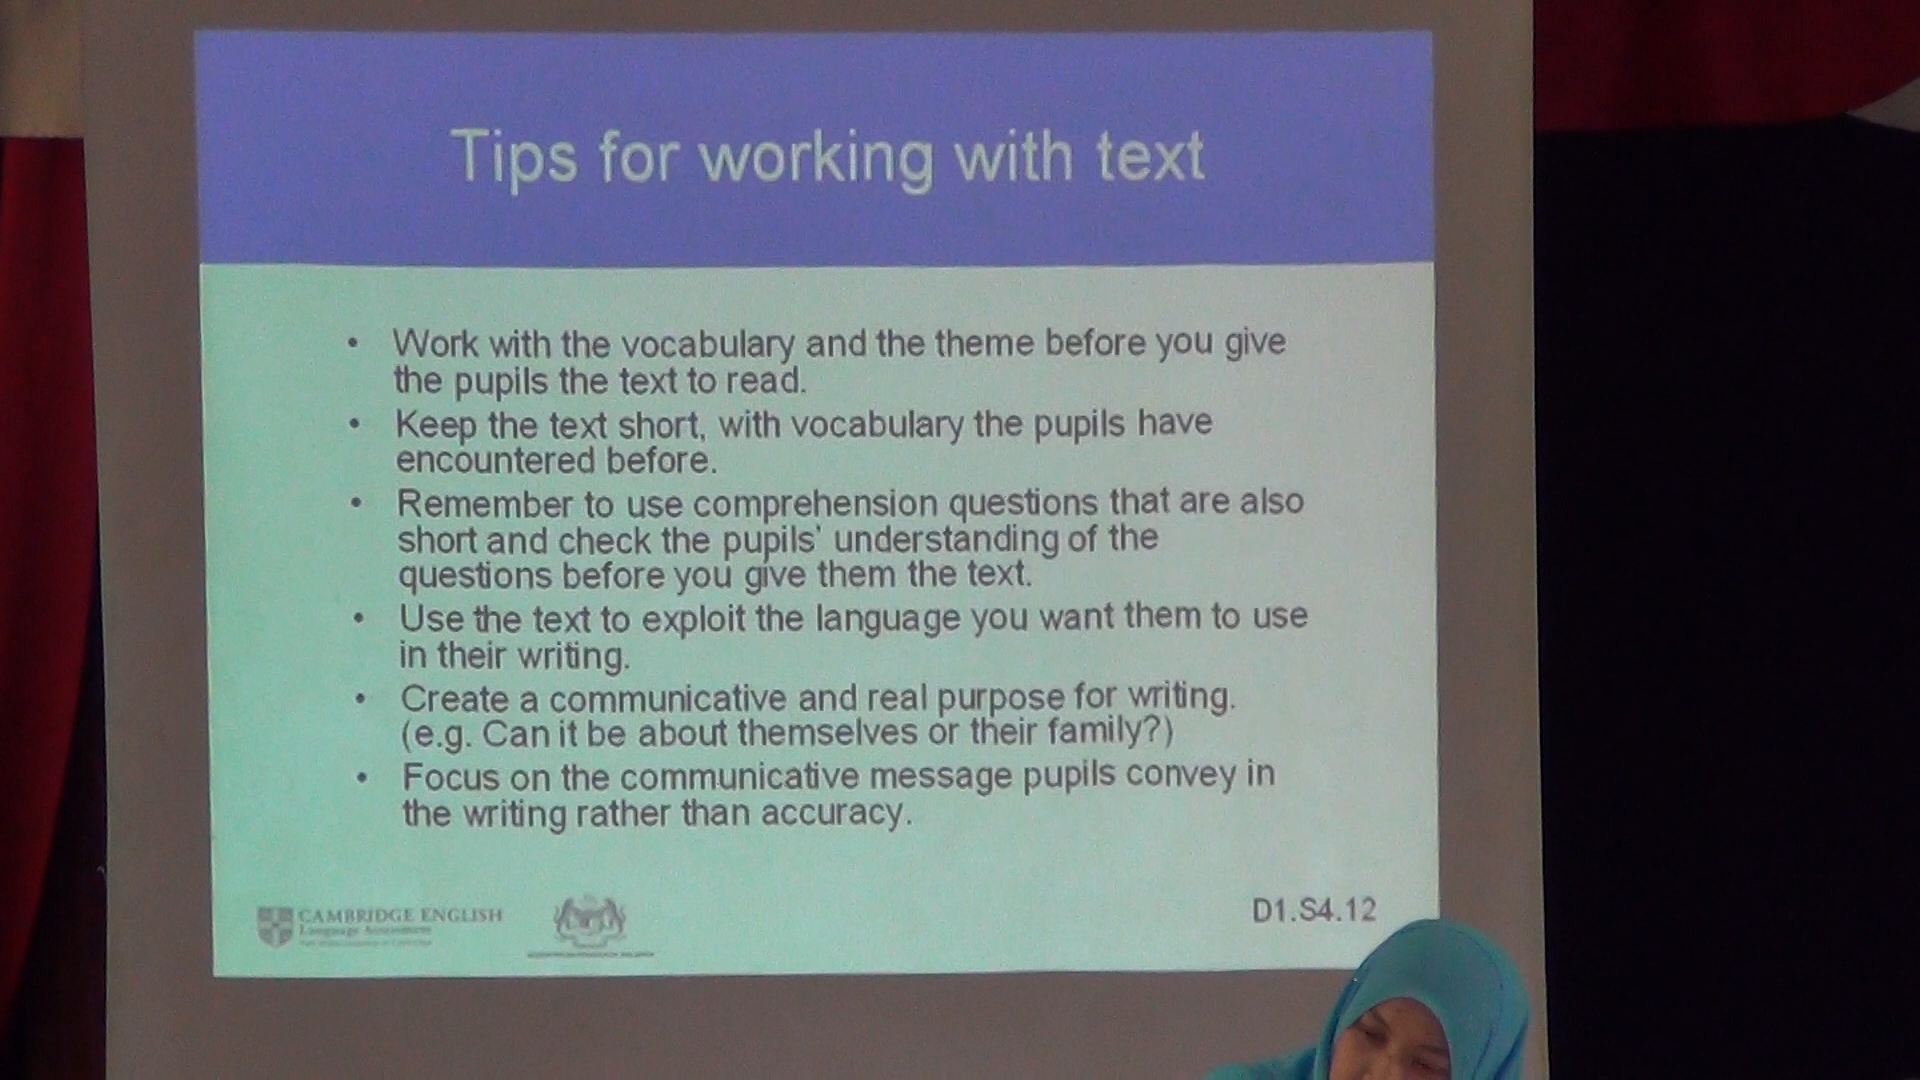 Tips for working with text
• Work with the vocabulary and the theme before you give
the pupils the text to read.
• Keep the text short, with vocabulary the pupils have
encountered before.
• Remember to use comprehension questions that are also
short and check the pupils' understanding of the
questions before you give them the text.
• Use the text to exploit the language you want them to use
in their writing.
• Create a communicative and real purpose for writing.
(e.g. Can it be about themselves or their family?)
• Focus on the communicative message pupils convey in
the writing rather than accuracy.
CAMBRIDGE ENGLISH
Language Assessment
D1.S4.12